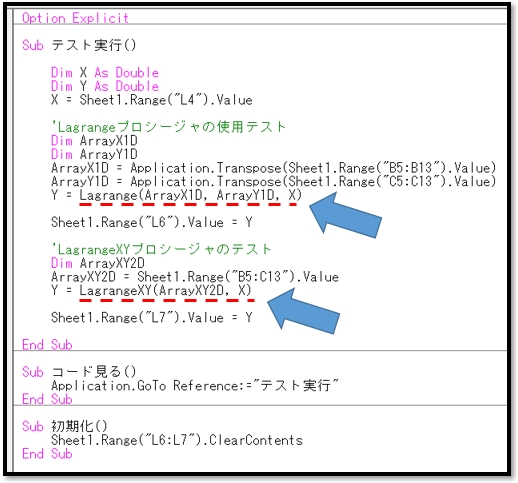 Option Explicit
Sub テスト実行()
Dim X As Double
Dim Y As Double
X = Sheet1.Range("L4").Value
'Lagrangeプロシージャの使用テスト
Dim ArrayX1D
Dim ArrayY1D
ArrayX1D = Application.Transpose(Sheet1.Range("B5:B13").Value)
ArrayY1D = Application.Transpose(Sheet1.Range("C5:C13").Value)
Y = Lagrange(ArrayX1D, ArrayY1D, X)
Sheet1.Range("L6").Value = Y
'LagrangeXYプロシージャのテスト
Dim ArrayXY2D
ArrayXY2D = Sheet1.Range("B5:C13").Value
Y = LagrangeXY(ArrayXY2D, X)
Sheet1.Range("L7").Value = Y
End Sub
Sub コード見る()
Application.GoTo Reference:="テスト実行"
End Sub
Sub 初期化()
Sheet1.Range("L6:L7").ClearContents
End Sub